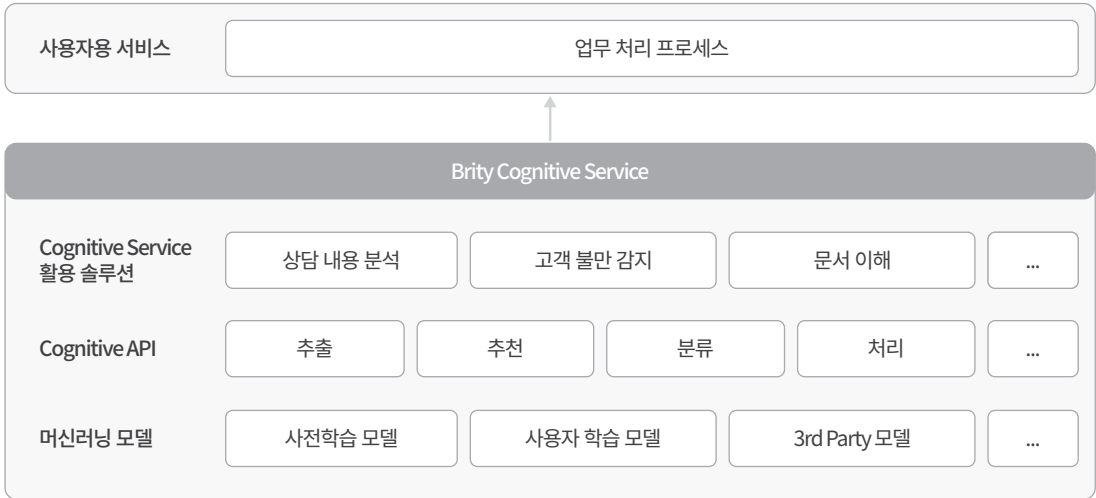 사용자용 서비스
업무 처리 프로세스
Brity Cognitive Service
Cognitive Service
활용 솔루션
상담 내용 분석
고객 불만 감지
문서 이해
...
Cognitive API
추출
추천
분류
처리
...
머신러닝 모델
사전학습 모델
사용자 학습 모델
3rd Party 모델
...